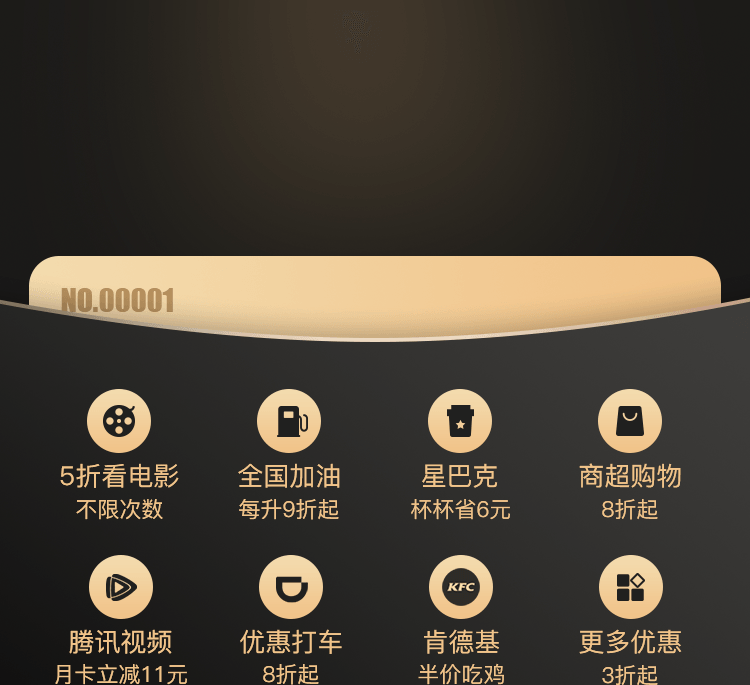 NO.00001
5折看电影 全国加油 星巴克 商超购物
不限次数 每升9折起 杯杯省6元 8折起
KFC
腾讯视频 优惠打车 肯德基 更多优惠
月卡立减11元 8折起 半价吃鸡 3折起